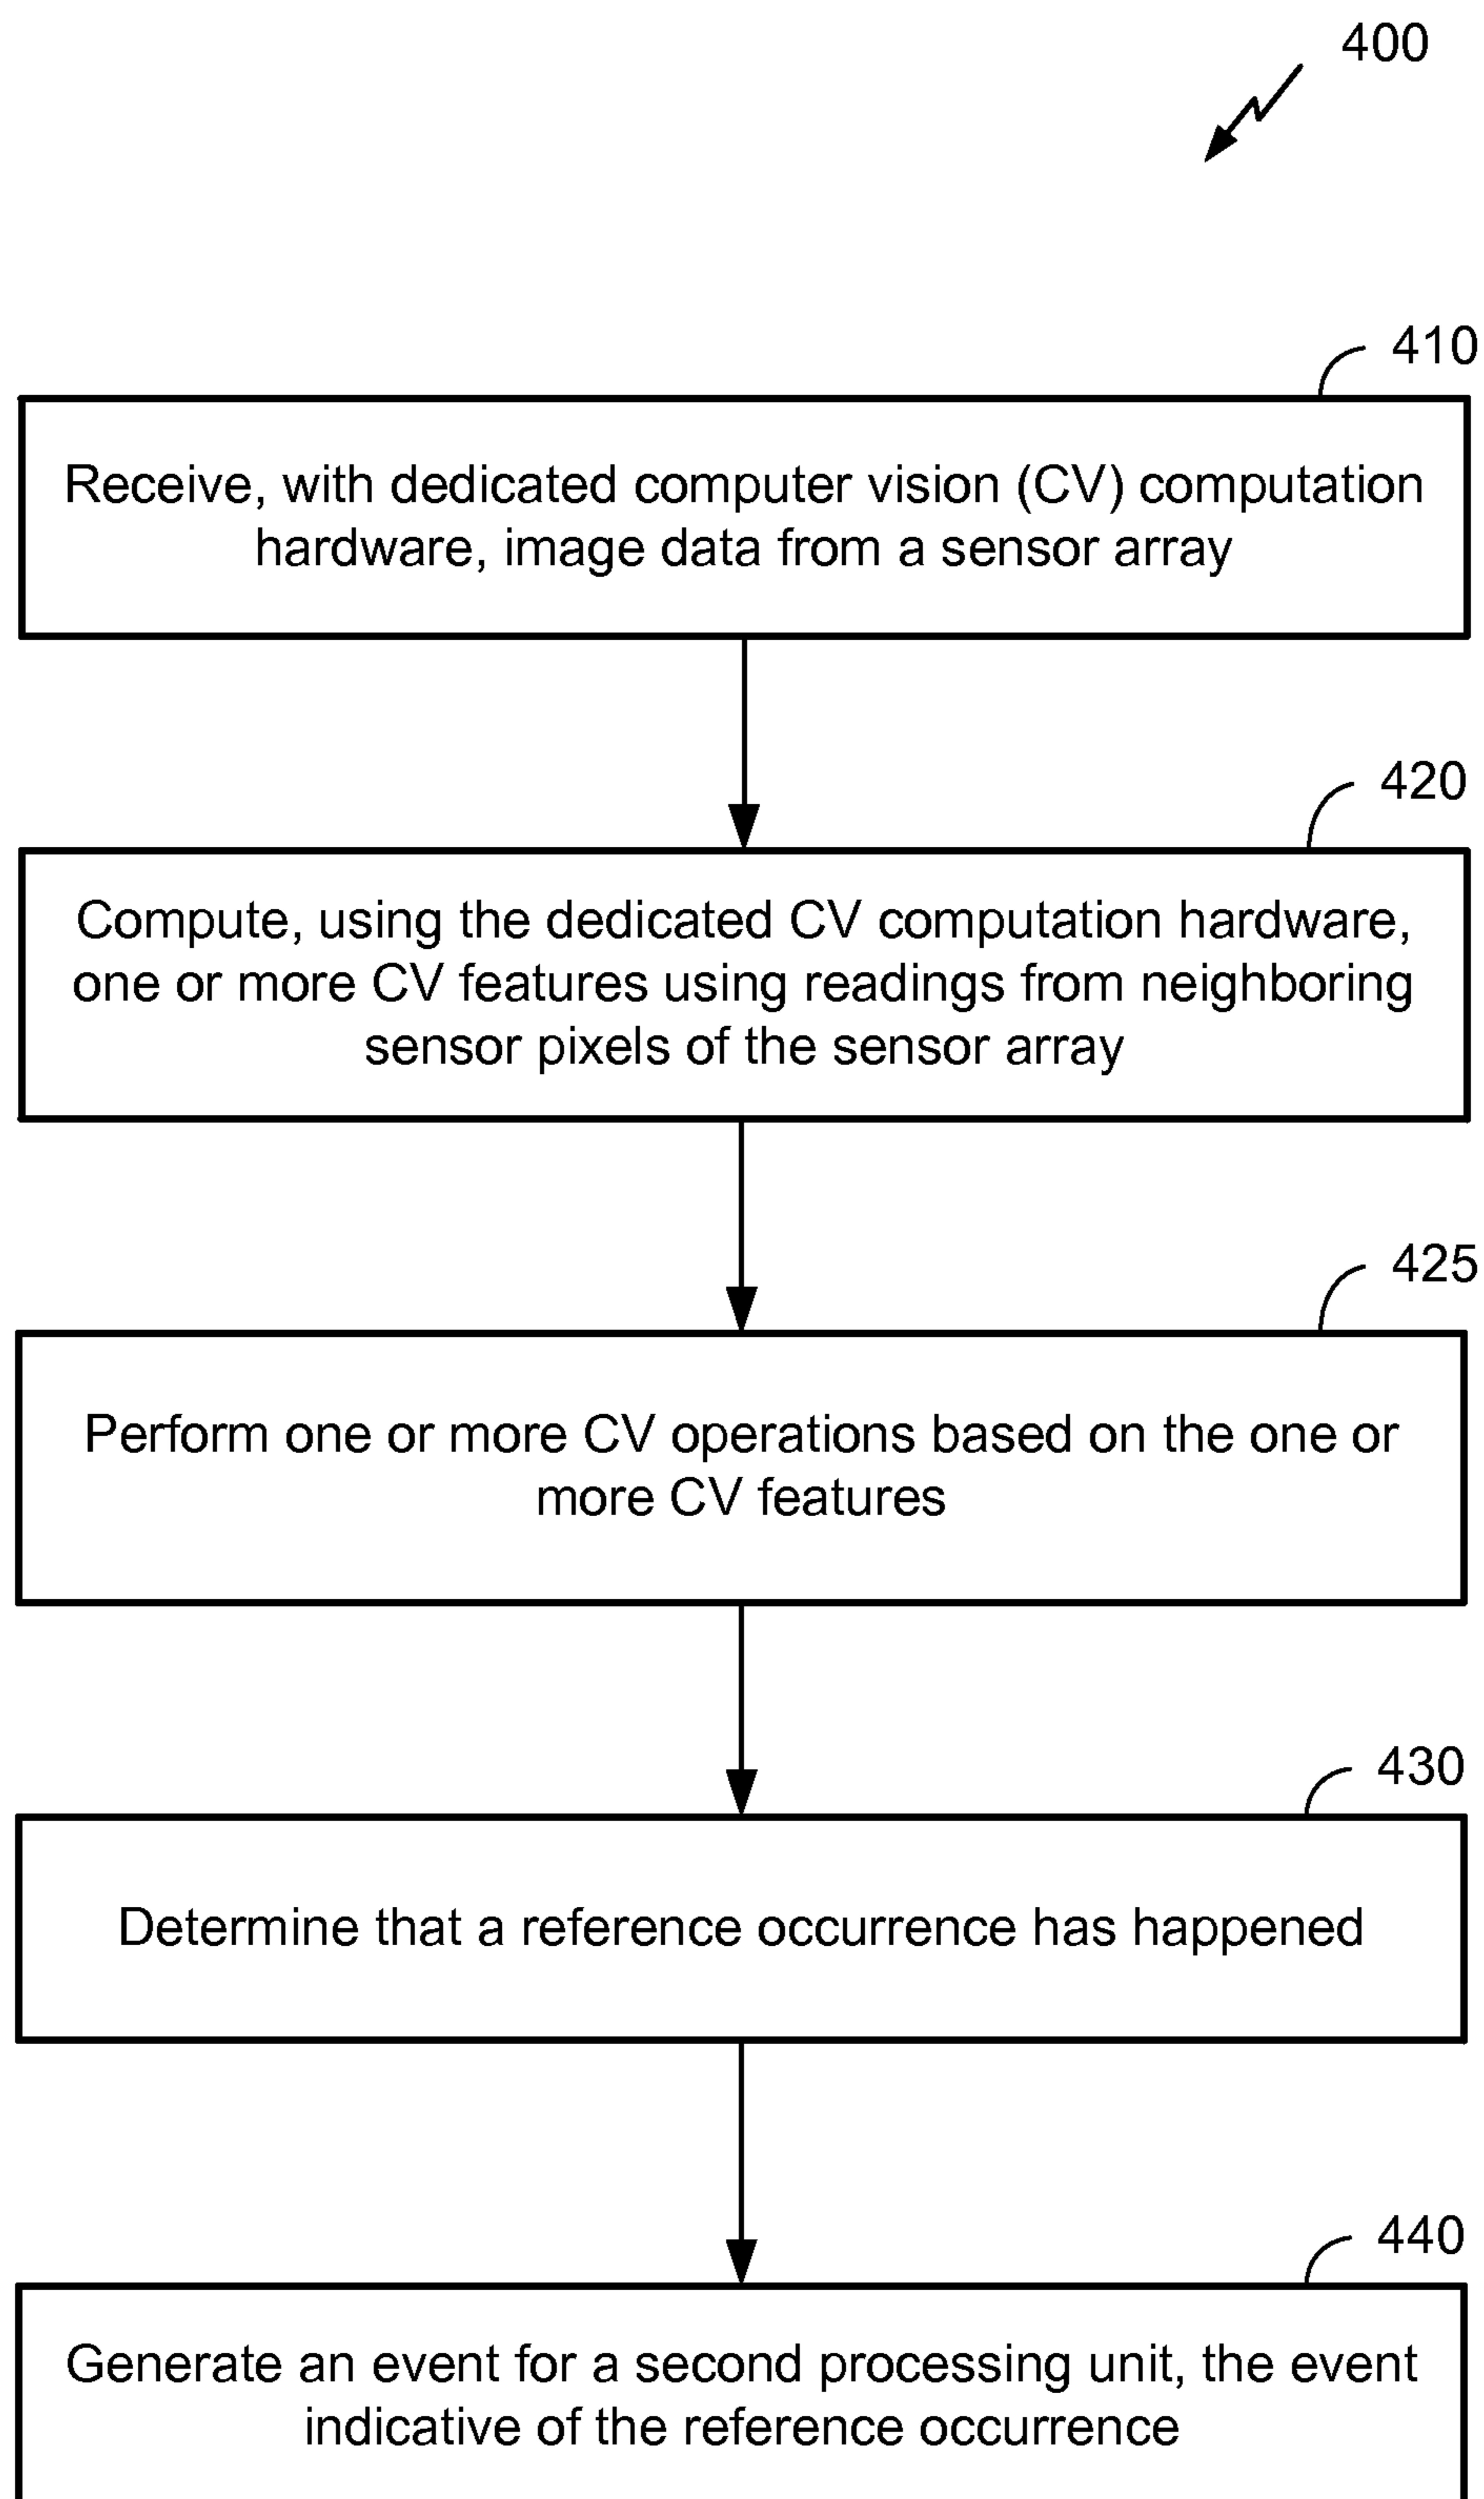 400
410
Receive, with dedicated computer vision (CV) computation
hardware, image data from a sensor array
420
Compute, using the dedicated CV computation hardware,
one or more CV features using readings from neighboring
sensor pixels of the sensor array
425
Perform one or more CV operations based on the one or
more CV features
430
Determine that a reference occurrence has happened
440
Generate an event for a second processing unit, the event
indicative of the reference occurrence